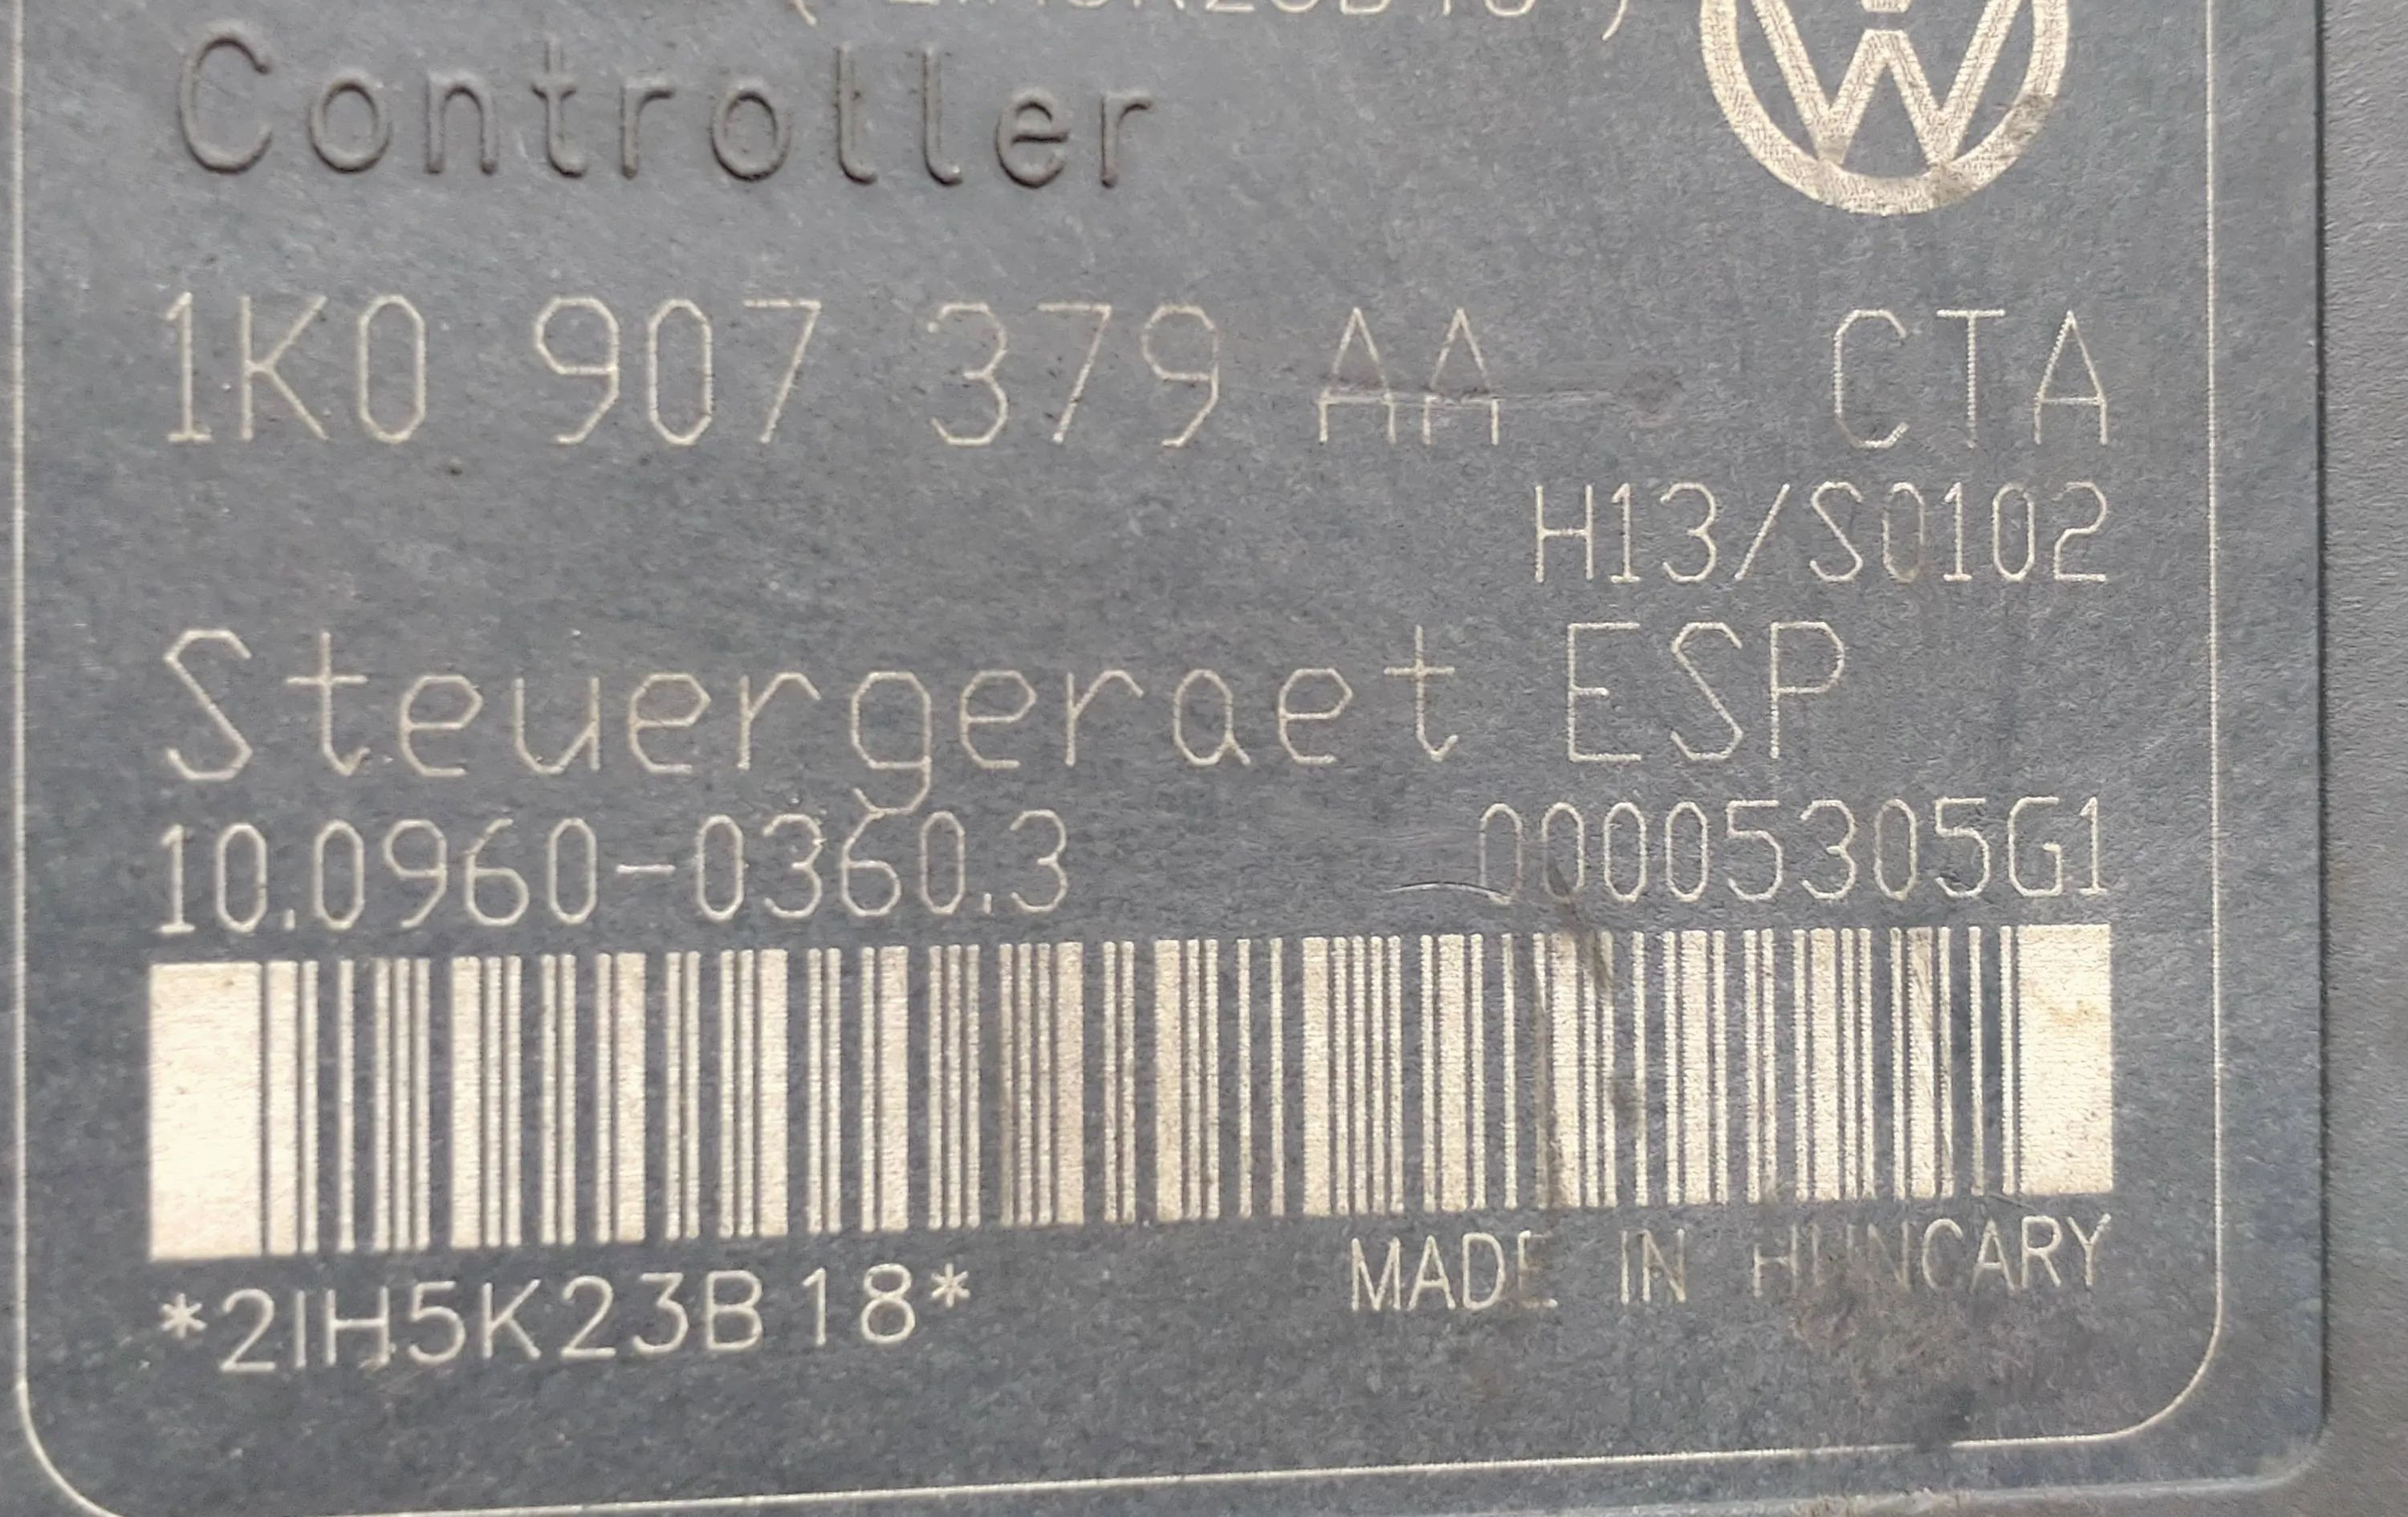 Controller
1K0 907 379 AA CTA
H13/S0102
Steuergeraet ESP
10.0960-0360.3 00005305G1
*2IH5K23B18*
MADE IN HUNGARY